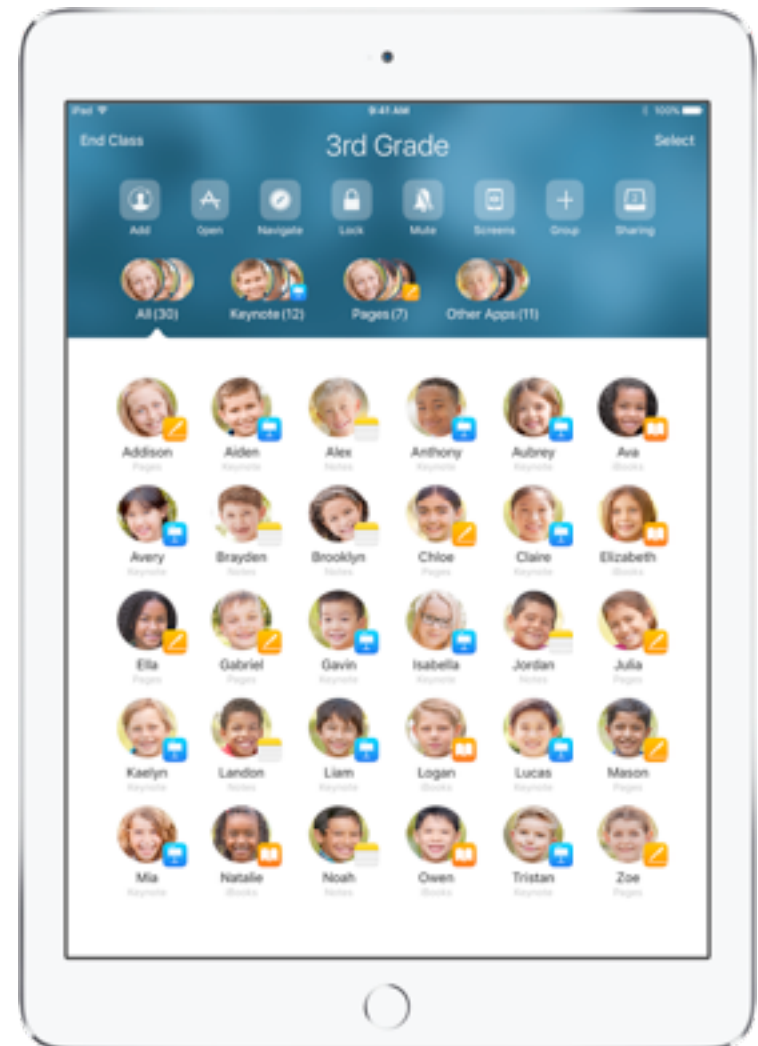 iPad 9:41 AM 100%
End Class 3rd Grade Select
Add Open Navigate Lock Mute Screens Group Sharing
All (30) Keynote (12) Pages (7) Other Apps (11)
Addison Aiden Alex Anthony Aubrey Ava
Pages Keynote Notes Keynote Keynote iBooks
Avery Brayden Brooklyn Chloe Claire Elizabeth
Keynote Notes Notes Pages Keynote iBooks
Ella Gabriel Gavin Isabella Jordan Julia
Pages Pages Keynote Keynote Notes Pages
Kaelyn Landon Liam Logan Lucas Mason
Keynote Notes Keynote iBooks Keynote Pages
Mia Natalie Noah Owen Tristan Zoe
Keynote iBooks Notes iBooks Keynote Pages